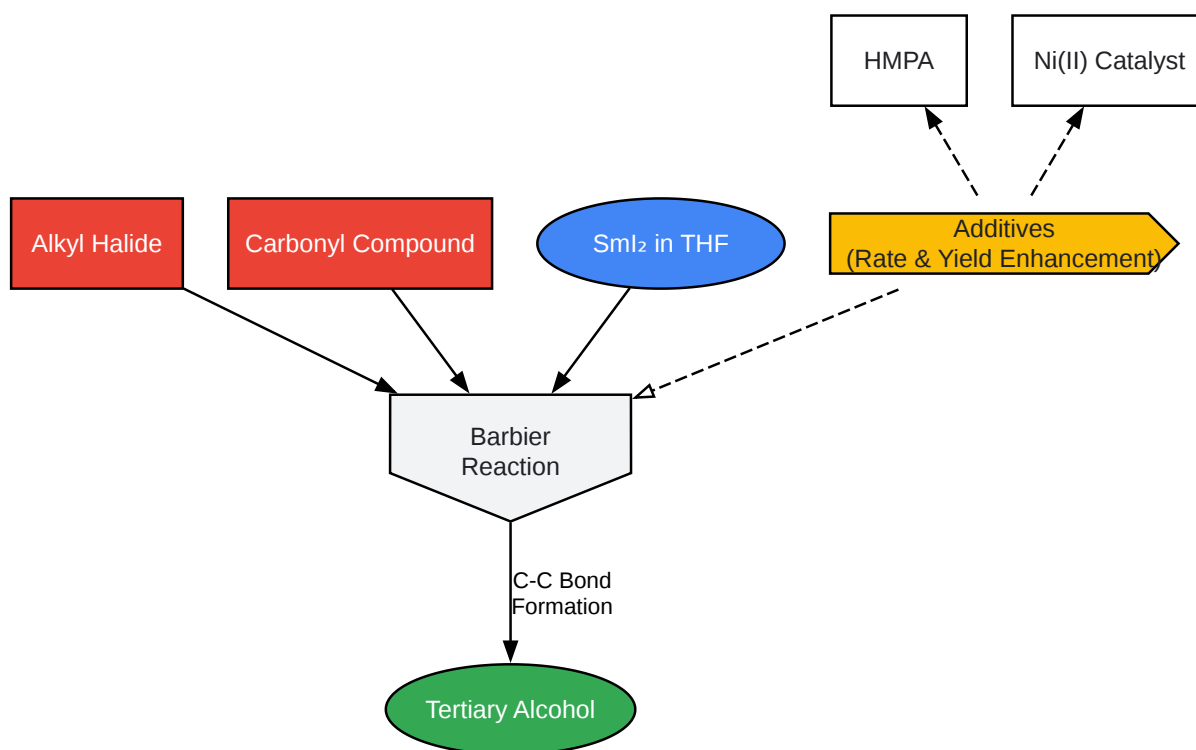 HMPA
Ni(II) Catalyst
Alkyl Halide
Carbonyl Compound
SmI₂ in THF
Additives
(Rate & Yield Enhancement)
Barbier
Reaction
C-C Bond
Formation
Tertiary Alcohol